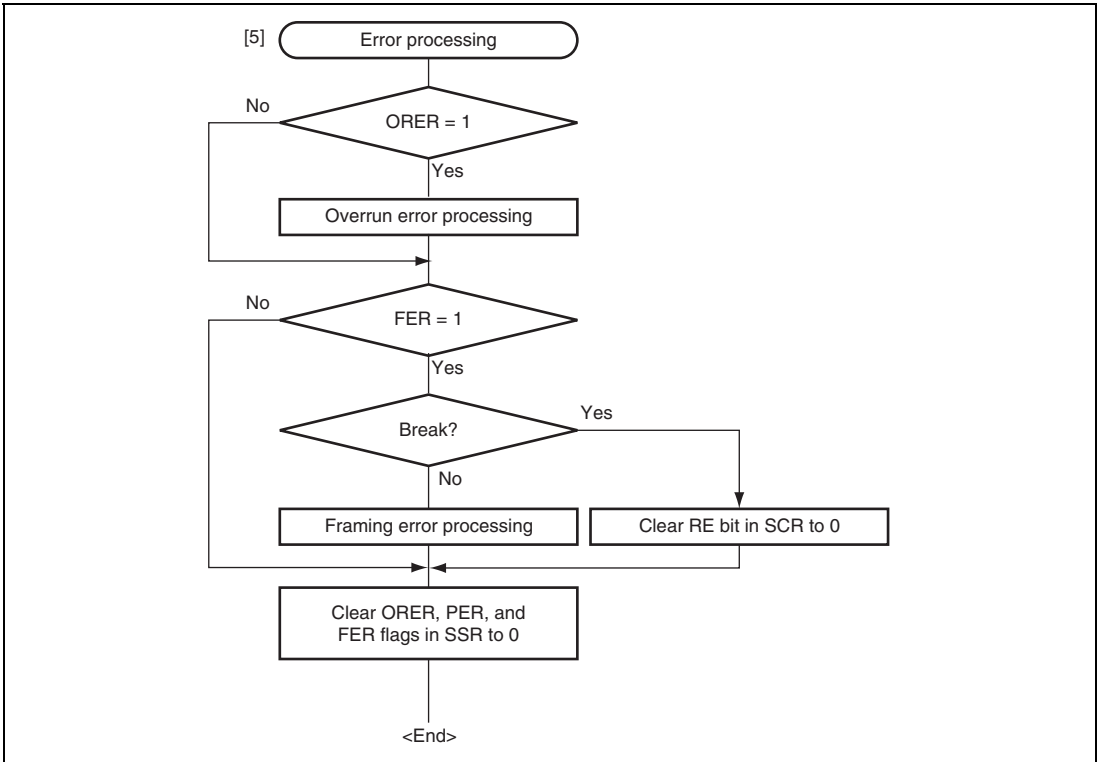 [5]
Error processing
No
ORER = 1
Yes
Overrun error processing
No
FER = 1
Yes
Break?
Yes
No
Framing error processing
Clear RE bit in SCR to 0
Clear ORER, PER, and
FER flags in SSR to 0
<End>